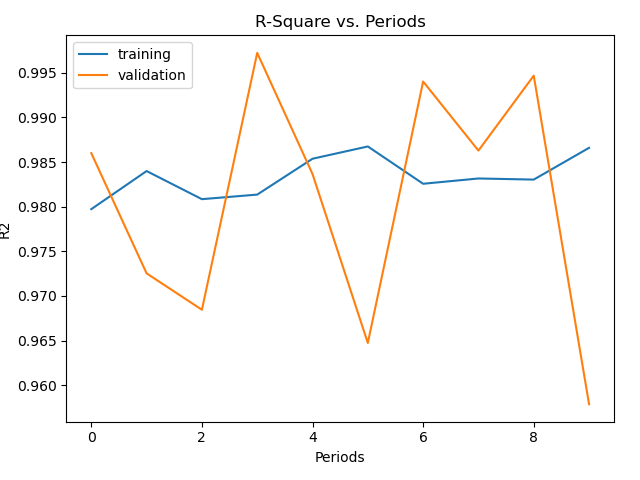 R-Square vs. Periods
training
validation
0.995
0.990
0.985
0.980
0.975
0.970
0.965
0.960
R2
0 2 4 6 8
Periods